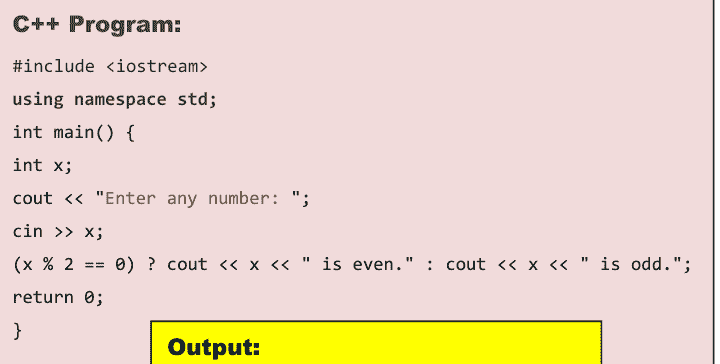 C++ Program:
#include <iostream>
using namespace std;
int main() {
int x;
cout << "Enter any number: ";
cin >> x;
(x % 2 == 0) ? cout << x << " is even." : cout << x << " is odd.";
return 0;
}
Output: